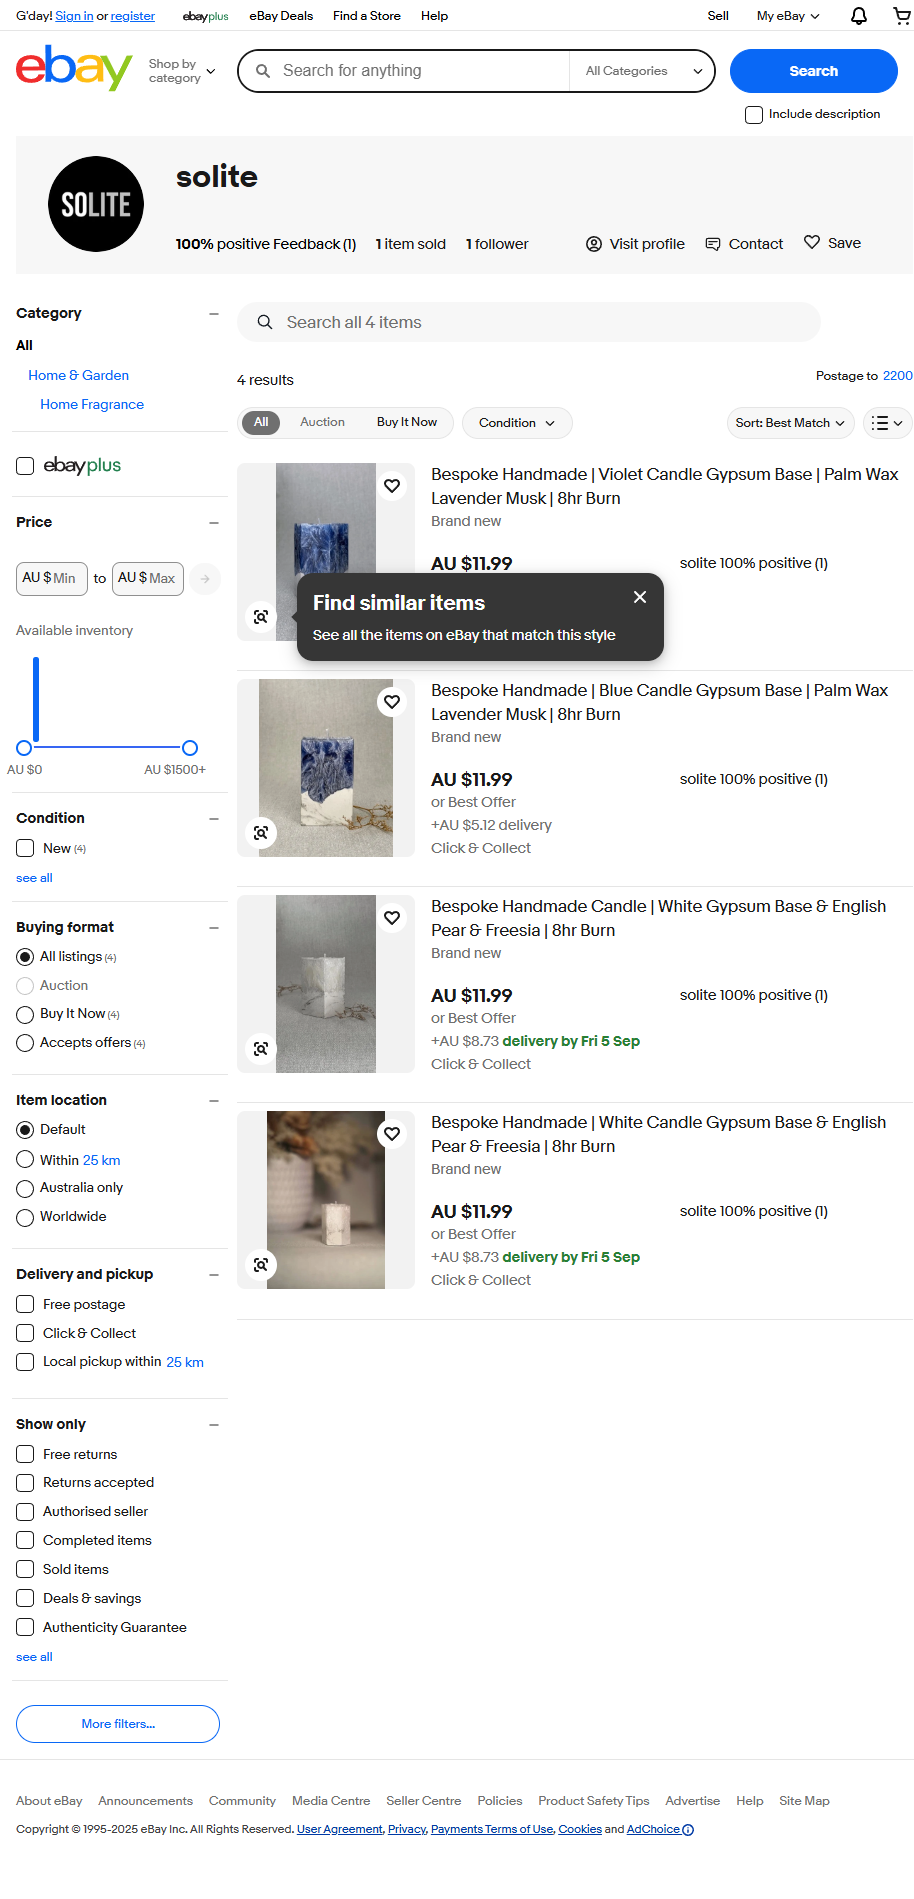 G'day! Sign in or register ebayplus eBay Deals Find a Store Help Sell My eBay
ebay Shop by category Search for anything All Categories Search
Include description
SOLITE
solite
100% positive Feedback (1) 1 item sold 1 follower Visit profile Contact Save
Category
All
Home & Garden
Home Fragrance
ebayplus
Price
AU $ Min to AU $ Max
Available inventory
AU $0 AU $1500+
Condition
New (4)
see all
Buying format
All listings (4)
Auction
Buy It Now (4)
Accepts offers (4)
Item location
Default
Within 25 km
Australia only
Worldwide
Delivery and pickup
Free postage
Click & Collect
Local pickup within 25 km
Show only
Free returns
Returns accepted
Authorised seller
Completed items
Sold items
Deals & savings
Authenticity Guarantee
see all
More filters...
Search all 4 items
4 results Postage to 2200
All Auction Buy It Now Condition Sort: Best Match
Bespoke Handmade | Violet Candle Gypsum Base | Palm Wax
Lavender Musk | 8hr Burn
Brand new
AU $11.99 solite 100% positive (1)
Find similar items
See all the items on eBay that match this style
Bespoke Handmade | Blue Candle Gypsum Base | Palm Wax
Lavender Musk | 8hr Burn
Brand new
AU $11.99 solite 100% positive (1)
or Best Offer
+AU $5.12 delivery
Click & Collect
Bespoke Handmade Candle | White Gypsum Base & English
Pear & Freesia | 8hr Burn
Brand new
AU $11.99 solite 100% positive (1)
or Best Offer
+AU $8.73 delivery by Fri 5 Sep
Click & Collect
Bespoke Handmade | White Candle Gypsum Base & English
Pear & Freesia | 8hr Burn
Brand new
AU $11.99 solite 100% positive (1)
or Best Offer
+AU $8.73 delivery by Fri 5 Sep
Click & Collect
About eBay Announcements Community Media Centre Seller Centre Policies Product Safety Tips Advertise Help Site Map
Copyright © 1995-2025 eBay Inc. All Rights Reserved. User Agreement, Privacy, Payments Terms of Use, Cookies and AdChoice